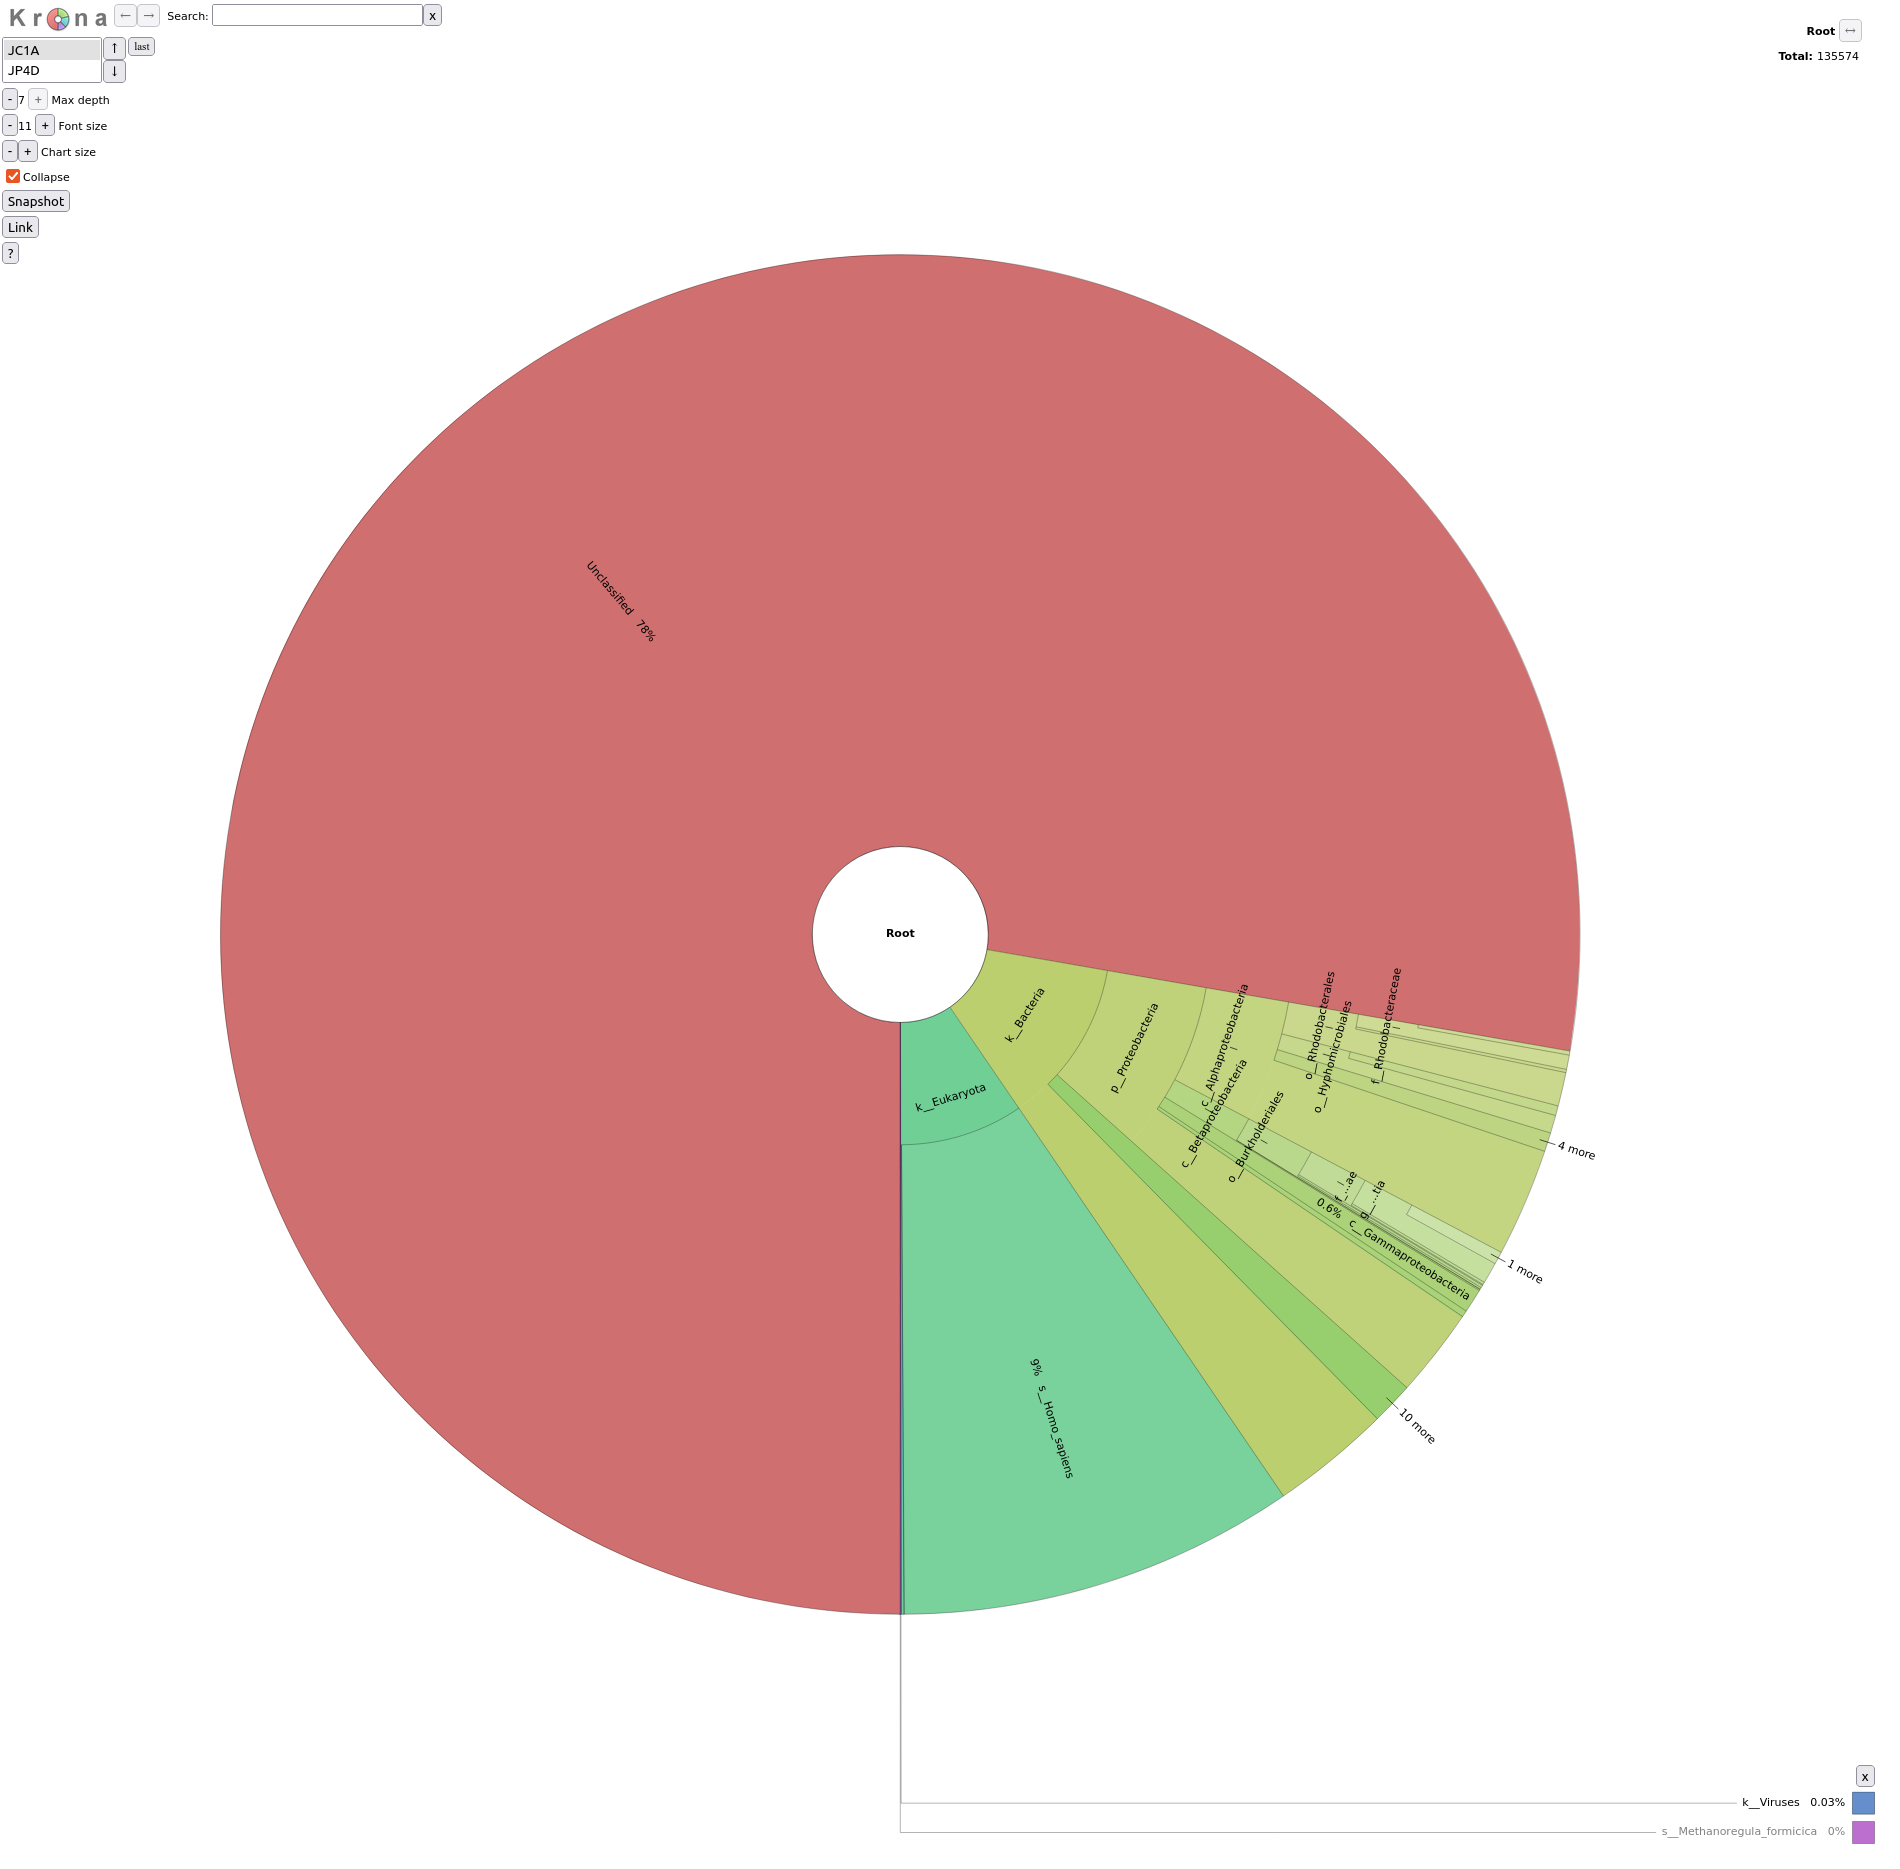 Krona ← → Search: x
JC1A
JP4D
↑
↓
last
Root ↔
Total: 135574
- 7 + Max depth
- 11 + Font size
- + Chart size
Collapse
Snapshot
Link
?
Unclassified 78%
Root
k__Bacteria
p__Proteobacteria
c__Alphaproteobacteria
o__Rhodobacterales
o__Hyphomicrobiales
f__Rhodobacteraceae
c__Betaproteobacteria
o__Burkholderiales
f__...ae
g__...tia
0.6% c__Gammaproteobacteria
4 more
1 more
10 more
k__Eukaryota
9% s__Homo_sapiens
x
k__Viruses 0.03%
s__Methanoregula_formicica 0%